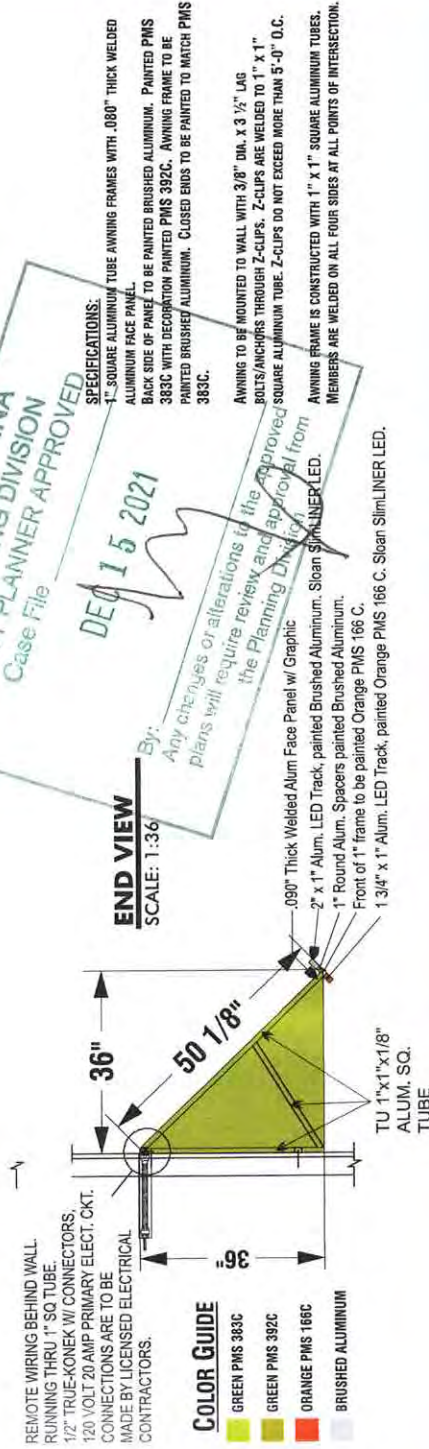 REMOTE WIRING BEHIND WALL.
RUNNING THRU 1" SQ TUBE.
1/2" TRUE-KONEK W/ CONNECTORS,
120 VOLT 20 AMP PRIMARY ELECT. CKT.
CONNECTIONS ARE TO BE
MADE BY LICENSED ELECTRICAL
CONTRACTORS.
36"
50 1/8"
36"
TU 1"x1"x1/8"
ALUM. SQ.
TUBE
COLOR GUIDE
GREEN PMS 383C
GREEN PMS 392C
ORANGE PMS 166C
BRUSHED ALUMINUM
END VIEW
SCALE: 1:36
.090" Thick Welded Alum Face Panel w/ Graphic
2" x 1" Alum. LED Track, painted Brushed Aluminum. Sloan SlimLINER LED.
1" Round Alum. Spacers painted Brushed Aluminum.
Front of 1" frame to be painted Orange PMS 166 C.
1 3/4" x 1" Alum. LED Track, painted Orange PMS 166 C. Sloan SlimLINER LED.
DIVISION
PLANNER APPROVED
Case File
DEC 15 2021
By:
Any changes or alterations to the approved
plans will require review and approval from
the Planning Division
SPECIFICATIONS:
1" SQUARE ALUMINUM TUBE AWNING FRAMES WITH .080" THICK WELDED
ALUMINUM FACE PANEL.
BACK SIDE OF PANEL TO BE PAINTED BRUSHED ALUMINUM. PAINTED PMS
383C WITH DECORATION PAINTED PMS 392C. AWNING FRAME TO BE
PAINTED BRUSHED ALUMINUM. CLOSED ENDS TO BE PAINTED TO MATCH PMS
383C.
AWNING TO BE MOUNTED TO WALL WITH 3/8" DIA. X 3 1/2" LAG
BOLTS/ANCHORS THROUGH Z-CLIPS. Z-CLIPS ARE WELDED TO 1" X 1"
SQUARE ALUMINUM TUBE. Z-CLIPS DO NOT EXCEED MORE THAN 5'-0" O.C.
AWNING FRAME IS CONSTRUCTED WITH 1" X 1" SQUARE ALUMINUM TUBES.
MEMBERS ARE WELDED ON ALL FOUR SIDES AT ALL POINTS OF INTERSECTION.